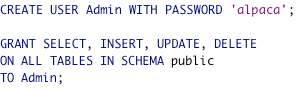 CREATE USER Admin WITH PASSWORD 'alpaca';
GRANT SELECT, INSERT, UPDATE, DELETE
ON ALL TABLES IN SCHEMA public
TO Admin;